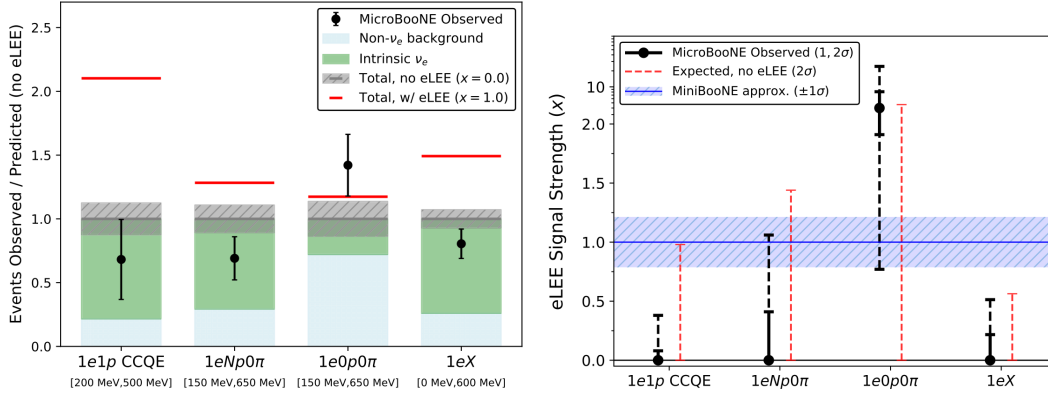 Events Observed / Predicted (no eLEE)
2.5
2.0
1.5
1.0
0.5
0.0
MicroBooNE Observed
Non-νe background
Intrinsic νe
Total, no eLEE (x = 0.0)
Total, w/ eLEE (x = 1.0)
1e1p CCQE
1eNp0π
1e0p0π
1eX
[200 MeV,500 MeV]
[150 MeV,650 MeV]
[150 MeV,650 MeV]
[0 MeV,600 MeV]
eLEE Signal Strength (x)
10
2.0
1.5
1.0
0.5
0.0
MicroBooNE Observed (1, 2σ)
Expected, no eLEE (2σ)
MiniBooNE approx. (±1σ)
1e1p CCQE
1eNp0π
1e0p0π
1eX